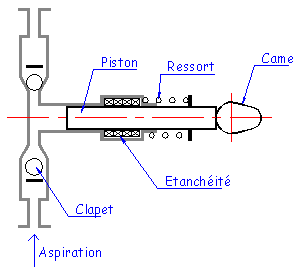 Came
Piston
Ressort
Etanchéité
Clapet
Aspiration